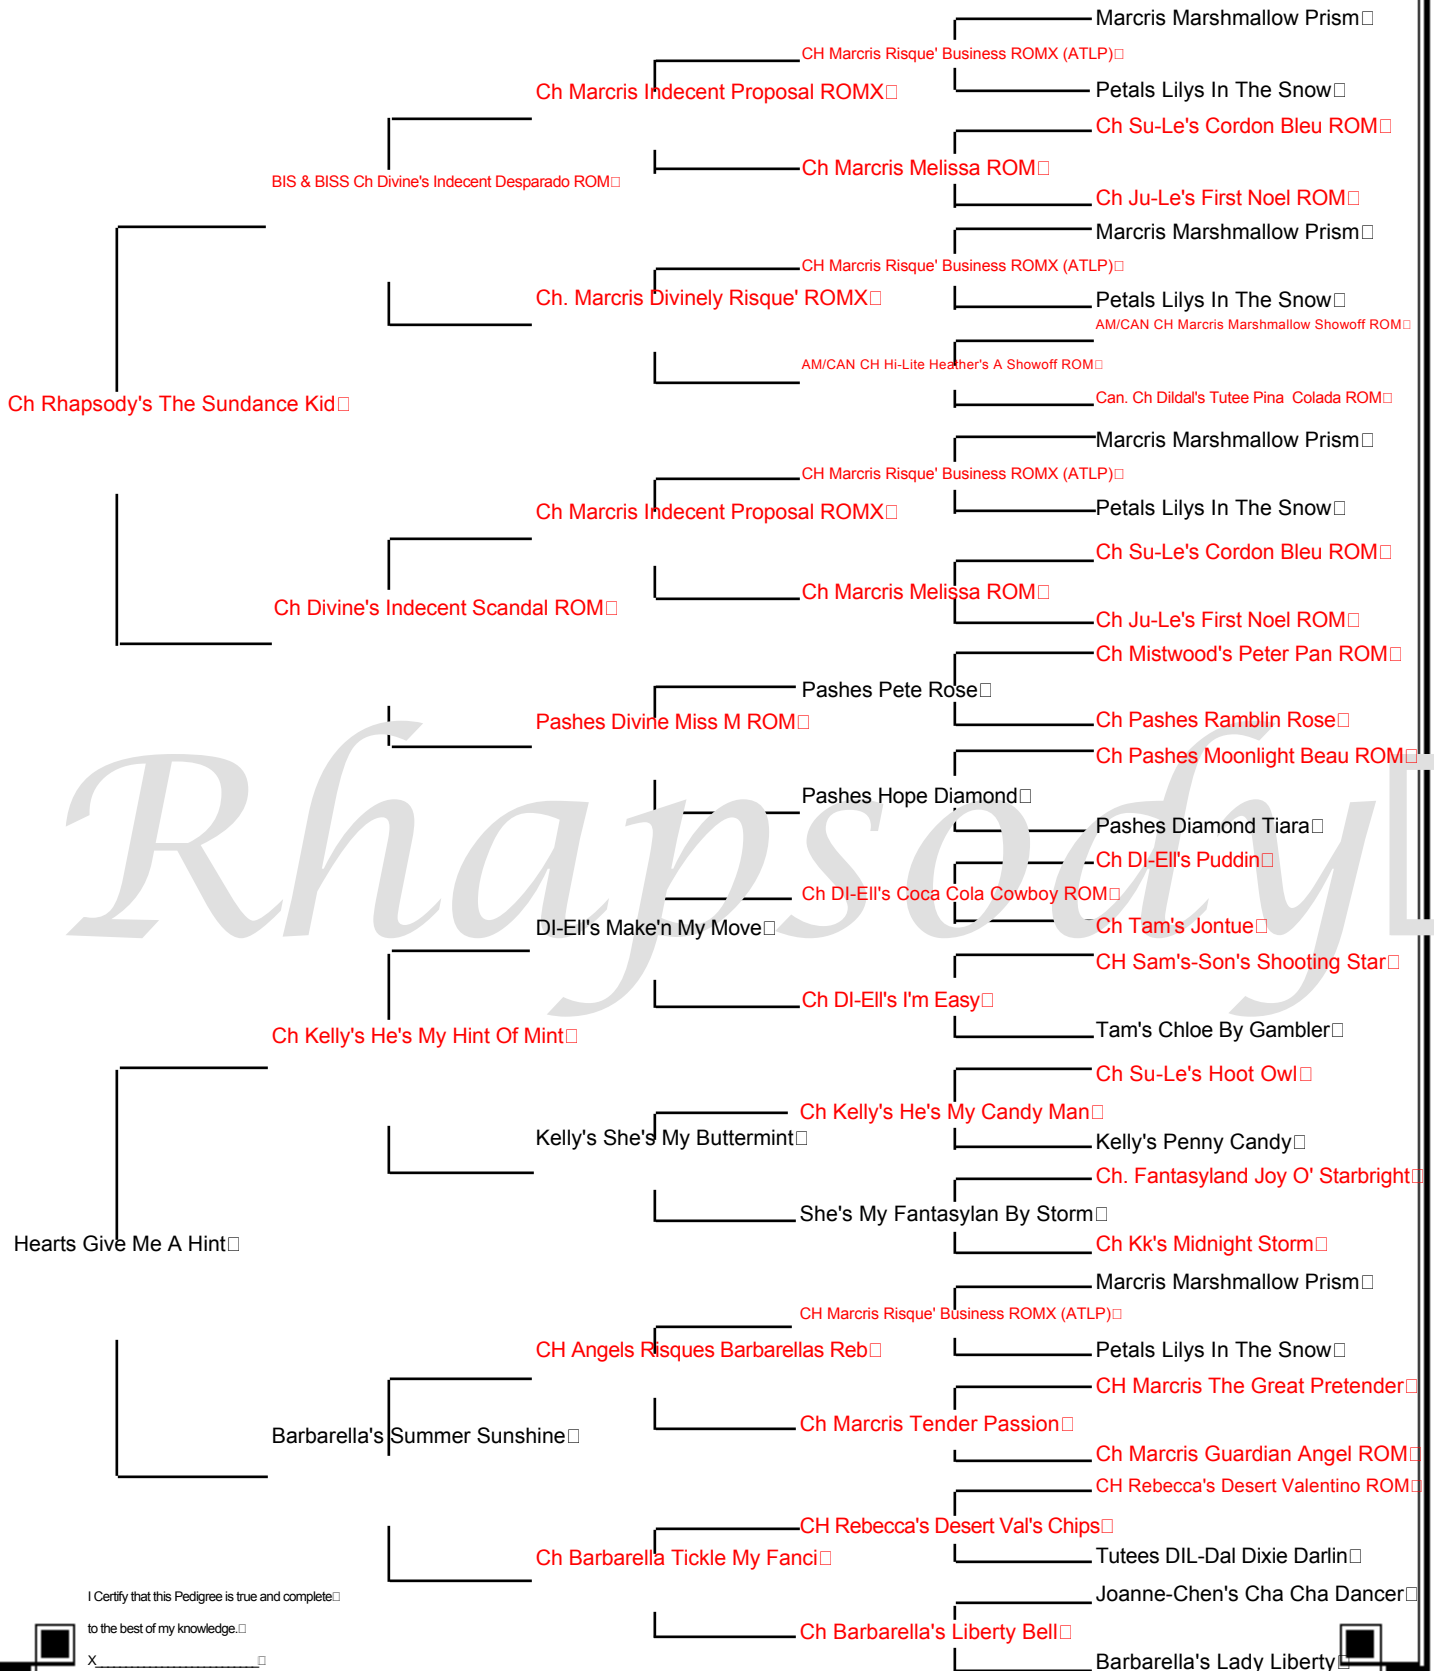 Marcris Marshmallow Prism
CH Marcris Risque' Business ROMX (ATLP)
Ch Marcris Indecent Proposal ROMX
Petals Lilys In The Snow
Ch Su-Le's Cordon Bleu ROM
Ch Marcris Melissa ROM
BIS & BISS Ch Divine's Indecent Desparado ROM
Ch Ju-Le's First Noel ROM
Marcris Marshmallow Prism
CH Marcris Risque' Business ROMX (ATLP)
Ch. Marcris Divinely Risque' ROMX
Petals Lilys In The Snow
AM/CAN CH Marcris Marshmallow Showoff ROM
AM/CAN CH Hi-Lite Heather's A Showoff ROM
Can. Ch Dildal's Tutee Pina Colada ROM
Ch Rhapsody's The Sundance Kid
Marcris Marshmallow Prism
CH Marcris Risque' Business ROMX (ATLP)
Ch Marcris Indecent Proposal ROMX
Petals Lilys In The Snow
Ch Su-Le's Cordon Bleu ROM
Ch Marcris Melissa ROM
Ch Divine's Indecent Scandal ROM
Ch Ju-Le's First Noel ROM
Ch Mistwood's Peter Pan ROM
Pashes Pete Rose
Pashes Divine Miss M ROM
Ch Pashes Ramblin Rose
Ch Pashes Moonlight Beau ROM
Pashes Hope Diamond
Pashes Diamond Tiara
Rhapsody
Ch DI-Ell's Puddin
Ch DI-Ell's Coca Cola Cowboy ROM
DI-Ell's Make'n My Move
Ch Tam's Jontue
CH Sam's-Son's Shooting Star
Ch DI-Ell's I'm Easy
Ch Kelly's He's My Hint Of Mint
Tam's Chloe By Gambler
Ch Su-Le's Hoot Owl
Ch Kelly's He's My Candy Man
Kelly's She's My Buttermint
Kelly's Penny Candy
Ch. Fantasyland Joy O' Starbright
She's My Fantasylan By Storm
Hearts Give Me A Hint
Ch Kk's Midnight Storm
Marcris Marshmallow Prism
CH Marcris Risque' Business ROMX (ATLP)
CH Angels Risques Barbarellas Reb
Petals Lilys In The Snow
CH Marcris The Great Pretender
Ch Marcris Tender Passion
Barbarella's Summer Sunshine
Ch Marcris Guardian Angel ROM
CH Rebecca's Desert Valentino ROM
CH Rebecca's Desert Val's Chips
Ch Barbarella Tickle My Fanci
Tutees DIL-Dal Dixie Darlin
Joanne-Chen's Cha Cha Dancer
Ch Barbarella's Liberty Bell
Barbarella's Lady Liberty
I Certify that this Pedigree is true and complete
to the best of my knowledge.
X__________________________